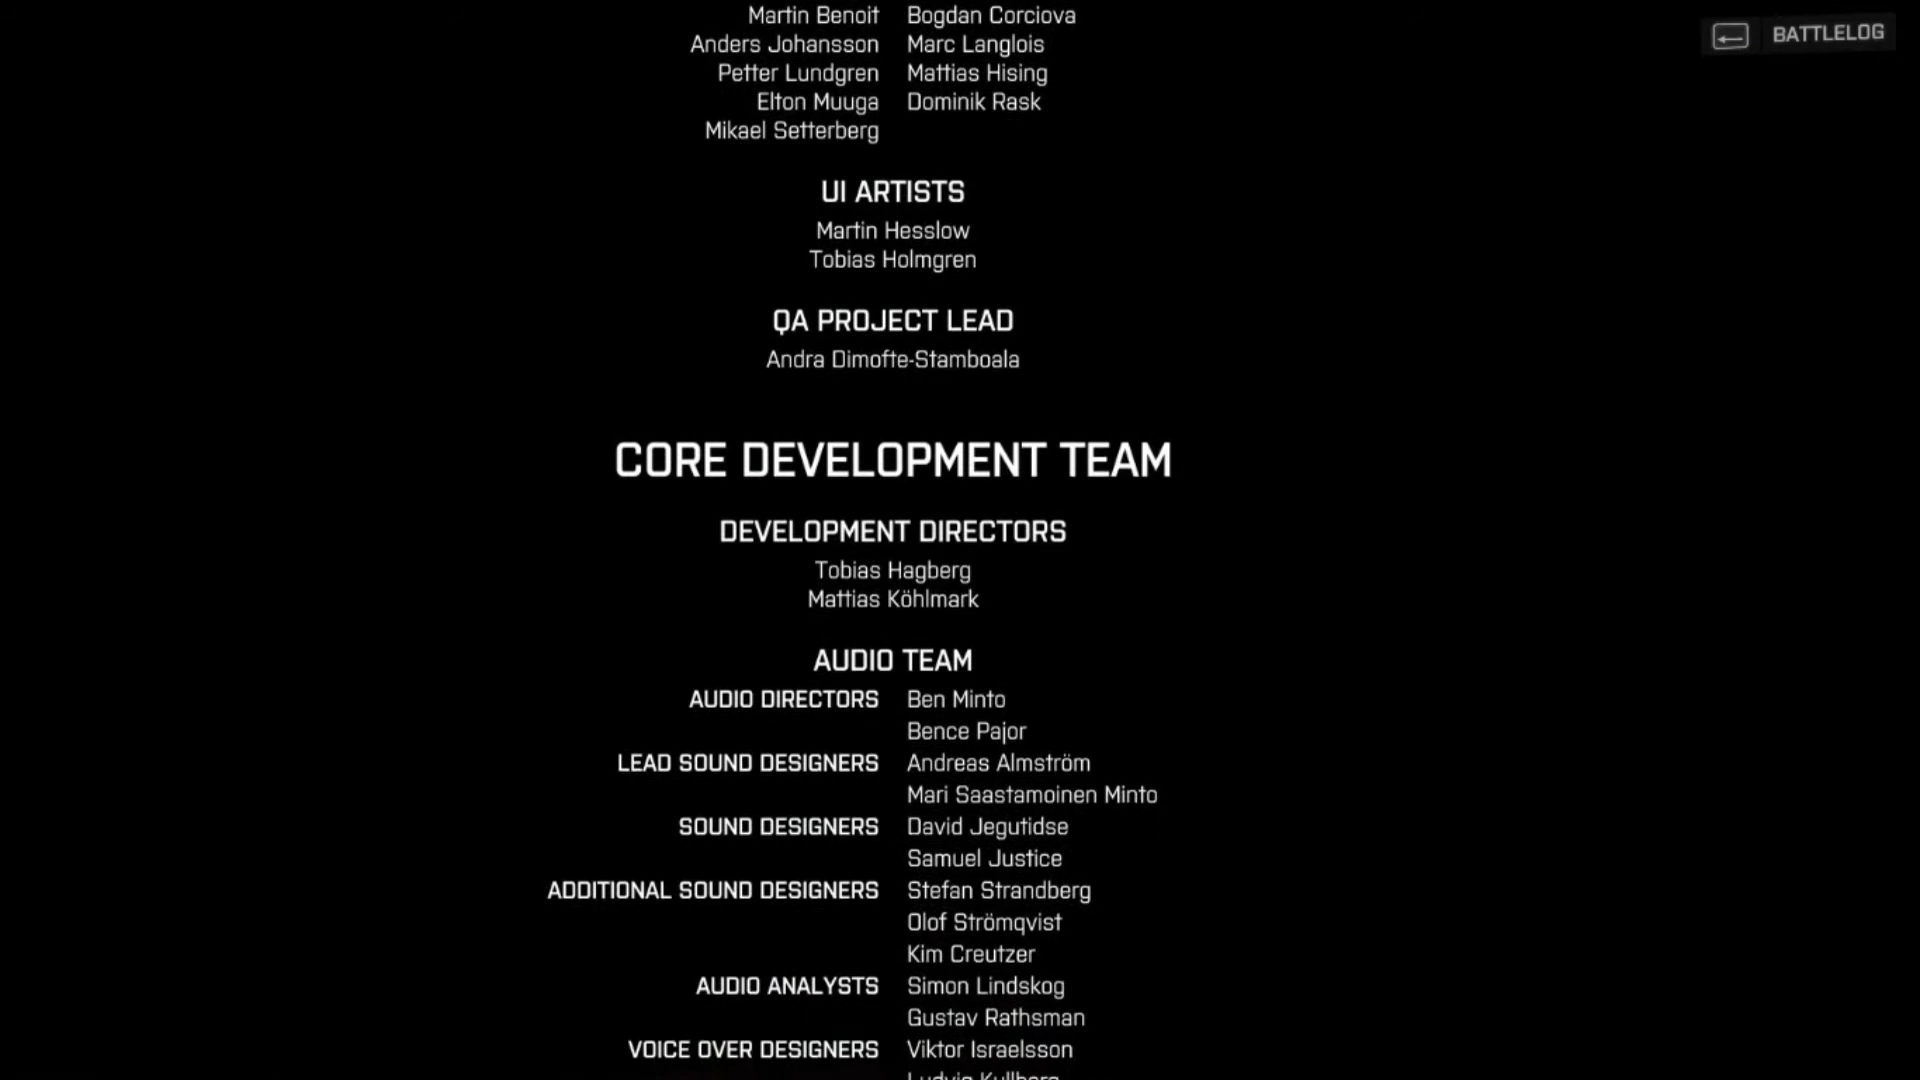 BATTLELOG
Martin Benoit Bogdan Corciova
Anders Johansson Marc Langlois
Petter Lundgren Mattias Hising
Elton Muuga Dominik Rask
Mikael Setterberg
UI ARTISTS
Martin Hesslow
Tobias Holmgren
QA PROJECT LEAD
Andra Dimofte-Stamboala
CORE DEVELOPMENT TEAM
DEVELOPMENT DIRECTORS
Tobias Hagberg
Mattias Köhlmark
AUDIO TEAM
AUDIO DIRECTORS Ben Minto
Bence Pajor
LEAD SOUND DESIGNERS Andreas Almström
Mari Saastamoinen Minto
SOUND DESIGNERS David Jegutidse
Samuel Justice
ADDITIONAL SOUND DESIGNERS Stefan Strandberg
Olof Strömqvist
Kim Creutzer
AUDIO ANALYSTS Simon Lindskog
Gustav Rathsman
VOICE OVER DESIGNERS Viktor Israelsson